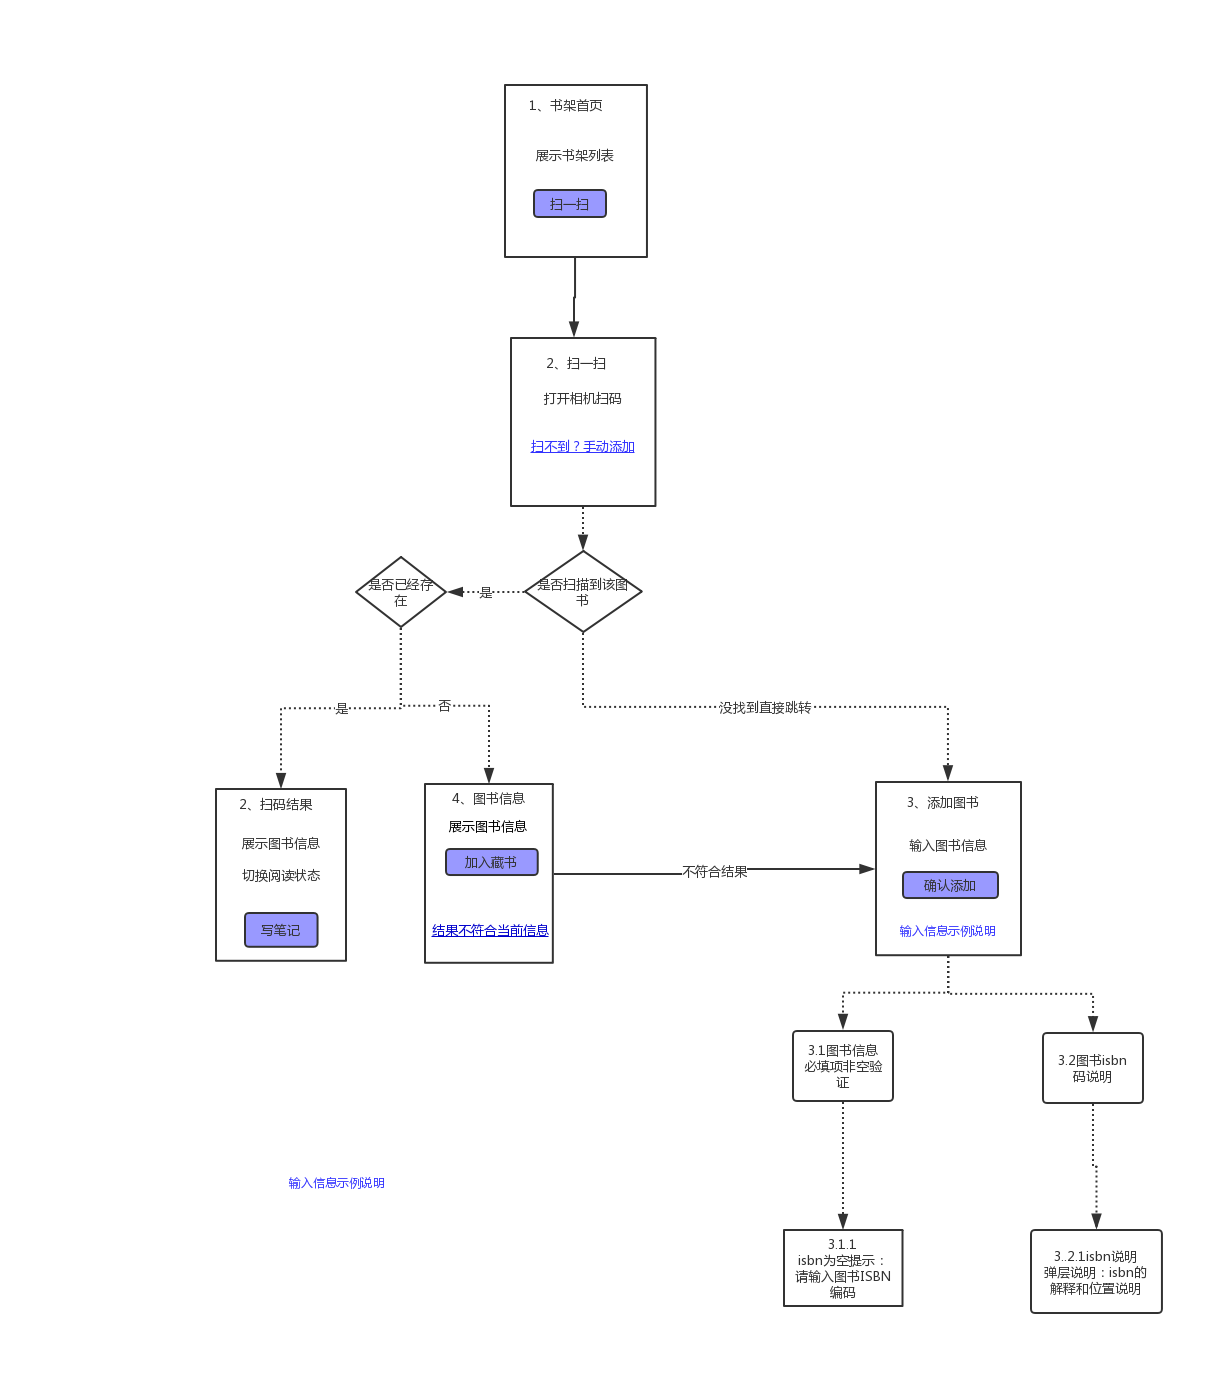 1、书架首页
展示书架列表
扫一扫
2、扫一扫
打开相机扫码
扫不到？手动添加
是否已经存
在
是
是否扫描到该图
书
是
否
没找到直接跳转
2、扫码结果
展示图书信息
切换阅读状态
写笔记
4、图书信息
展示图书信息
加入藏书
结果不符合当前信息
不符合结果
3、添加图书
输入图书信息
确认添加
输入信息示例说明
3.1图书信息
必填项非空验
证
3.2图书isbn
码说明
输入信息示例说明
3.1.1
isbn为空提示：
请输入图书ISBN
编码
3..2.1isbn说明
弹层说明：isbn的
解释和位置说明